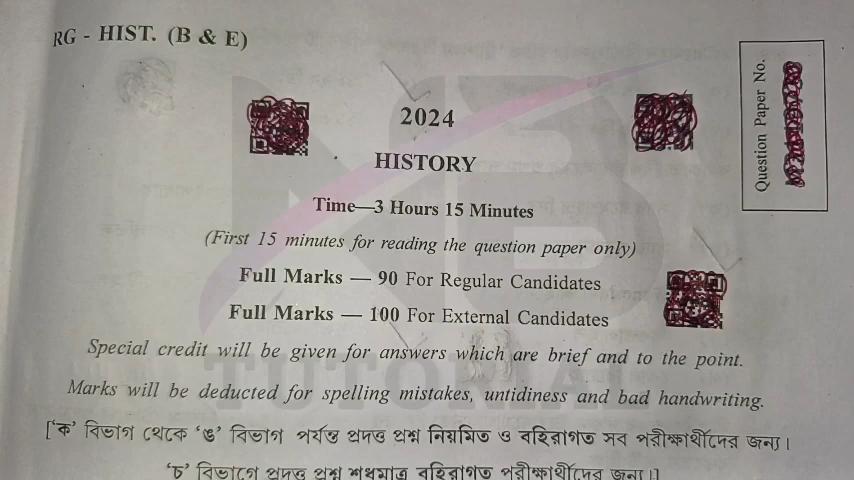 RG - HIST. (B & E)
Question Paper No.
2024
HISTORY
Time—3 Hours 15 Minutes
(First 15 minutes for reading the question paper only)
Full Marks — 90 For Regular Candidates
Full Marks — 100 For External Candidates
Special credit will be given for answers which are brief and to the point.
Marks will be deducted for spelling mistakes, untidiness and bad handwriting.
['ক' বিভাগ থেকে 'ঙ' বিভাগ পর্যন্ত প্রদত্ত প্রশ্ন নিয়মিত ও বহিরাগত সব পরীক্ষার্থীদের জন্য।
'চ' বিভাগে প্রদত্ত প্রশ্ন শুধুমাত্র বহিরাগত পরীক্ষার্থীদের জন্য।]
TUTORIAL